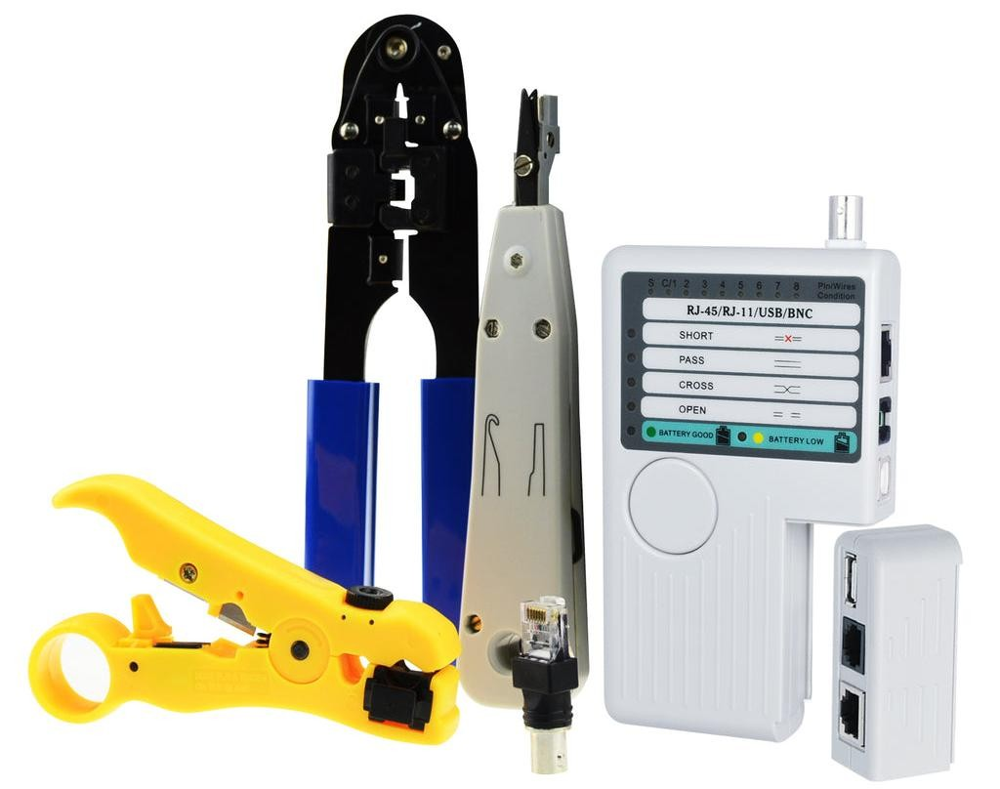 S C/1 2 3 4 5 6 7 8 Pin/Wires
Condition
RJ-45/RJ-11/USB/BNC
SHORT
PASS
CROSS
OPEN
BATTERY GOOD BATTERY LOW